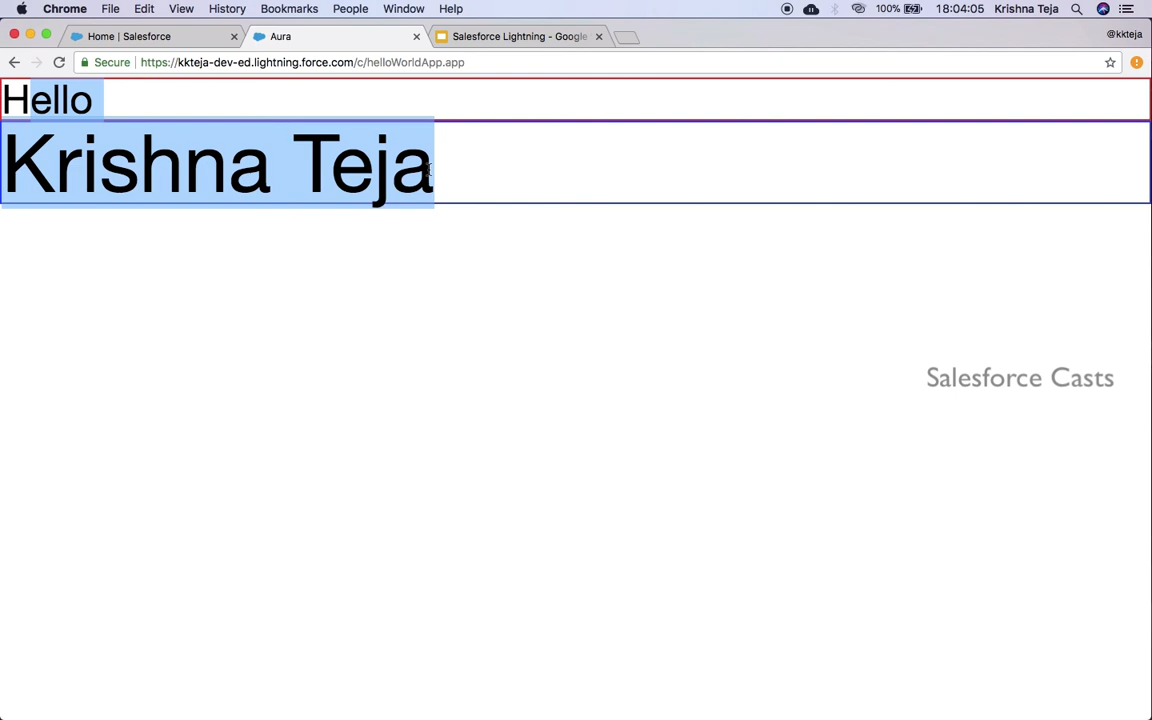 Chrome File Edit View History Bookmarks People Window Help 100% 18:04:05 Krishna Teja
Home | Salesforce Aura Salesforce Lightning - Google @kkteja
Secure https://kkteja-dev-ed.lightning.force.com/c/helloWorldApp.app
Hello
Krishna Teja
Salesforce Casts